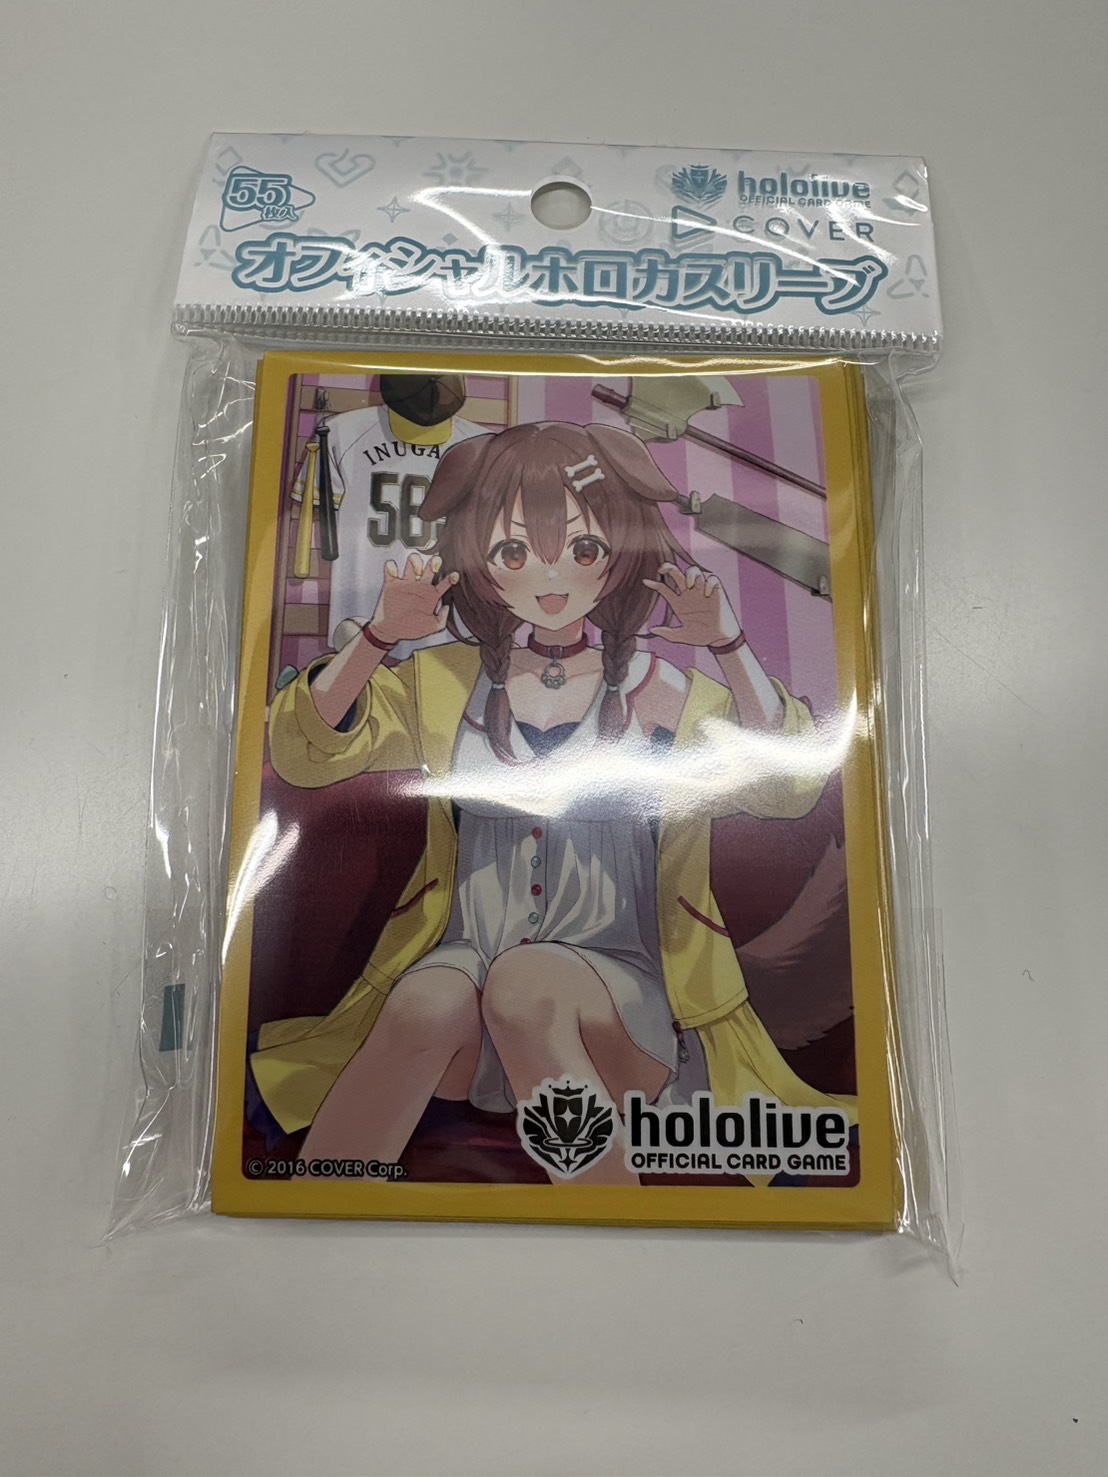 55枚入
hololive
OFFICIAL CARD GAME
COVER
オフィシャルホロカスリーブ
INUGA
56
hololive
OFFICIAL CARD GAME
© 2016 COVER Corp.